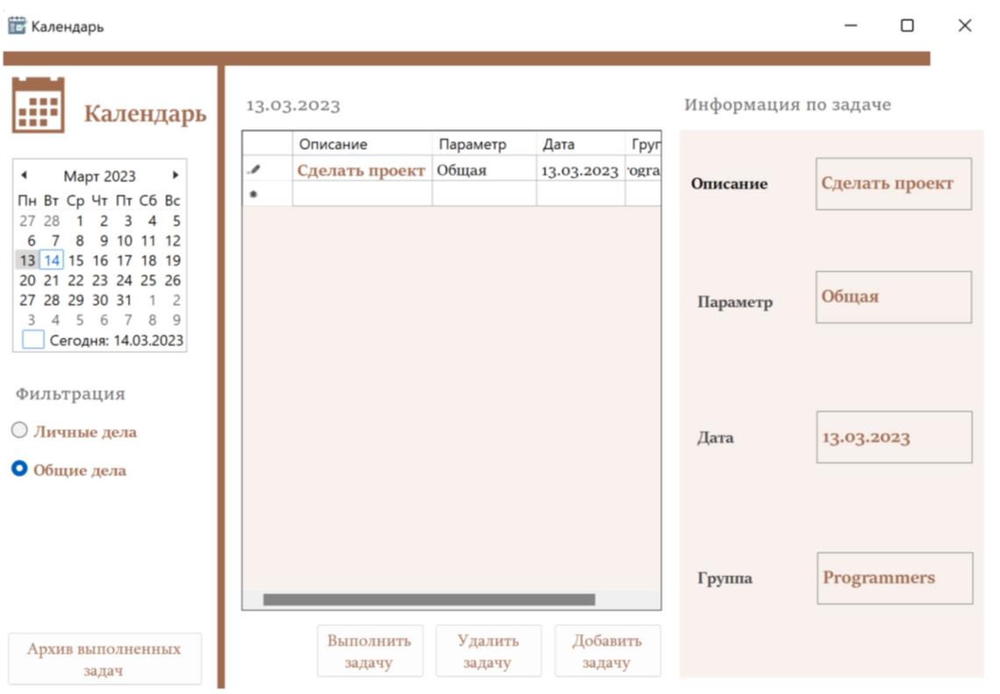 Календарь
Календарь
Март 2023
Пн Вт Ср Чт Пт Сб Вс
27 28 1 2 3 4 5
6 7 8 9 10 11 12
13 14 15 16 17 18 19
20 21 22 23 24 25 26
27 28 29 30 31 1 2
3 4 5 6 7 8 9
Сегодня: 14.03.2023
Фильтрация
Личные дела
Общие дела
Архив выполненных
задач
13.03.2023
Описание Параметр Дата Груп
Сделать проект Общая 13.03.2023 rogra
Выполнить
задачу
Удалить
задачу
Добавить
задачу
Информация по задаче
Описание Сделать проект
Параметр Общая
Дата 13.03.2023
Группа Programmers